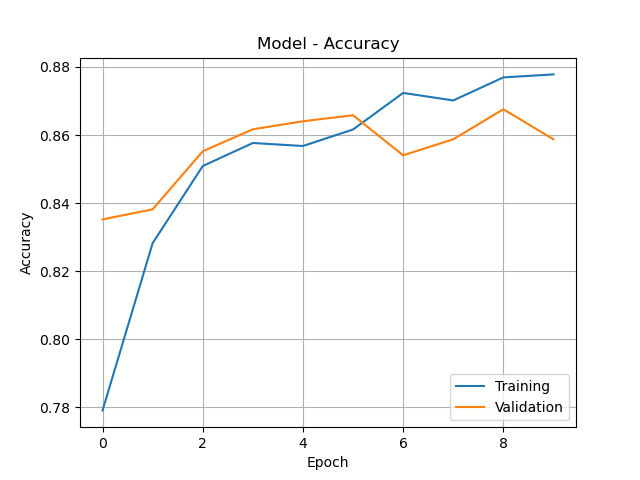 Model - Accuracy
0.88
0.86
0.84
0.82
0.80
0.78
Accuracy
0 2 4 6 8
Epoch
Training
Validation